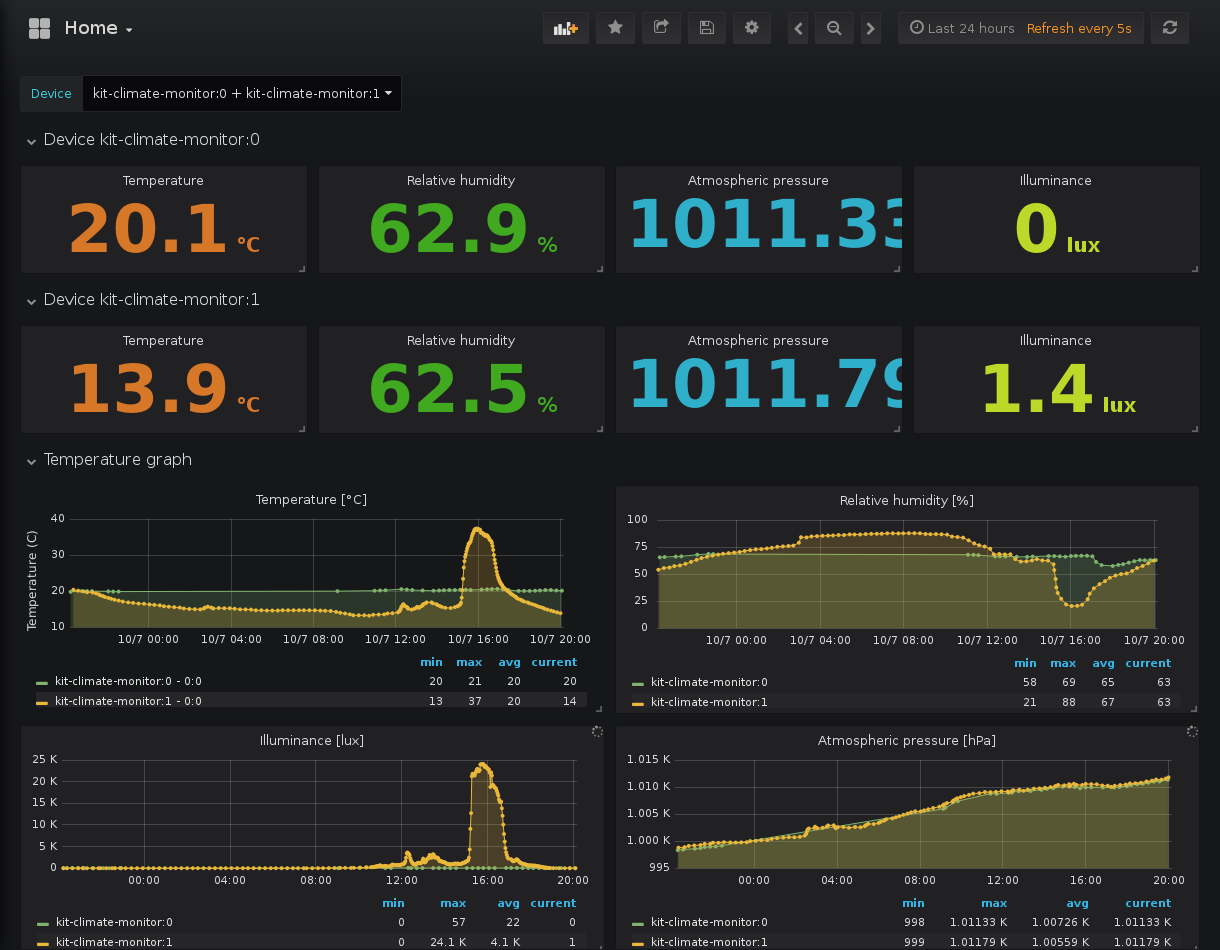 Home
Last 24 hours Refresh every 5s
Device kit-climate-monitor:0 + kit-climate-monitor:1
Device kit-climate-monitor:0
Temperature Relative humidity Atmospheric pressure Illuminance
20.1 °C 62.9 % 1011.33 0 lux
Device kit-climate-monitor:1
Temperature Relative humidity Atmospheric pressure Illuminance
13.9 °C 62.5 % 1011.79 1.4 lux
Temperature graph
Temperature [°C]
Temperature (C)
40
30
20
10
10/7 00:00 10/7 04:00 10/7 08:00 10/7 12:00 10/7 16:00 10/7 20:00
min max avg current
kit-climate-monitor:0 - 0:0 20 21 20 20
kit-climate-monitor:1 - 0:0 13 37 20 14
Relative humidity [%]
100
75
50
25
0
10/7 00:00 10/7 04:00 10/7 08:00 10/7 12:00 10/7 16:00 10/7 20:00
min max avg current
kit-climate-monitor:0 58 69 65 63
kit-climate-monitor:1 21 88 67 63
Illuminance [lux]
25 K
20 K
15 K
10 K
5 K
0
00:00 04:00 08:00 12:00 16:00 20:00
min max avg current
kit-climate-monitor:0 0 57 22 0
kit-climate-monitor:1 0 24.1 K 4.1 K 1
Atmospheric pressure [hPa]
1.015 K
1.010 K
1.005 K
1.000 K
995
00:00 04:00 08:00 12:00 16:00 20:00
min max avg current
kit-climate-monitor:0 998 1.01133 K 1.00726 K 1.01133 K
kit-climate-monitor:1 999 1.01179 K 1.00559 K 1.01179 K